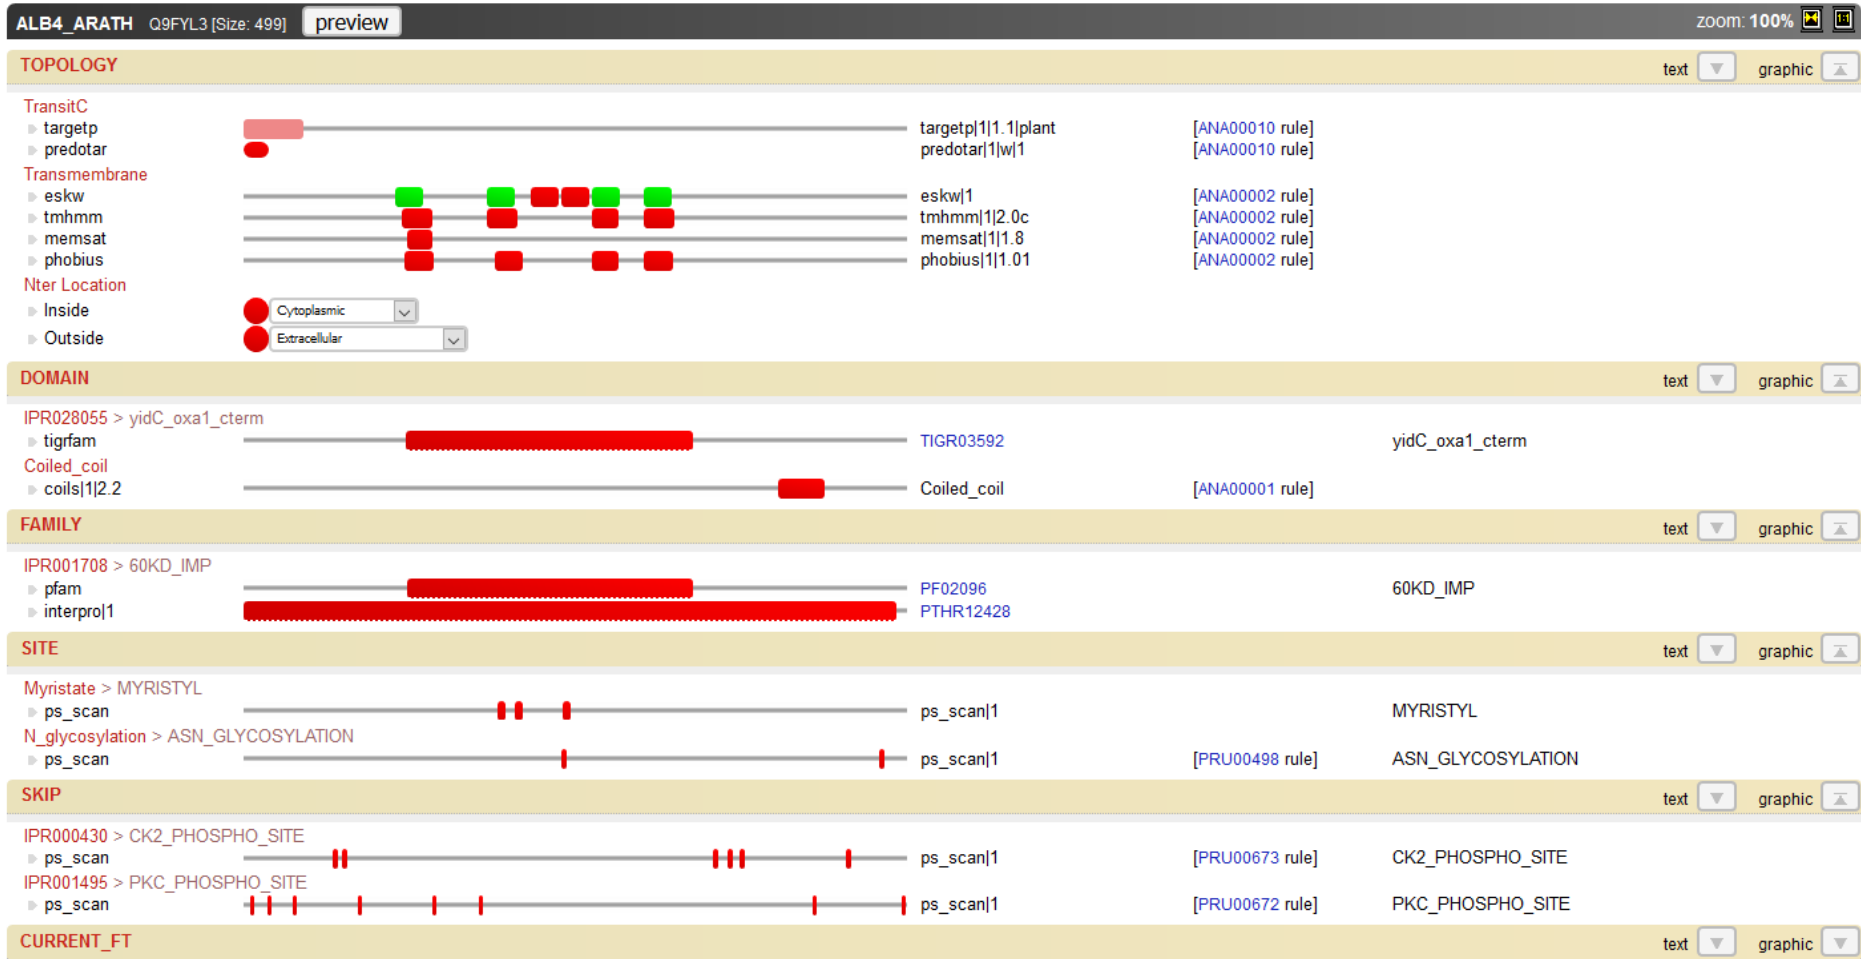 ALB4_ARATH Q9FYL3 [Size: 499] preview zoom: 100% 1:1
TOPOLOGY text graphic
TransitC
targetp targetp|1|1.1|plant [ANA00010 rule]
predotar predotar|1|w|1 [ANA00010 rule]
Transmembrane
eskw eskw|1 [ANA00002 rule]
tmhmm tmhmm|1|2.0c [ANA00002 rule]
memsat memsat|1|1.8 [ANA00002 rule]
phobius phobius|1|1.01 [ANA00002 rule]
Nter Location
Inside Cytoplasmic
Outside Extracellular
DOMAIN text graphic
IPR028055 > yidC_oxa1_cterm
tigrfam TIGR03592 yidC_oxa1_cterm
Coiled_coil
coils|1|2.2 Coiled_coil [ANA00001 rule]
FAMILY text graphic
IPR001708 > 60KD_IMP
pfam PF02096 60KD_IMP
interpro|1 PTHR12428
SITE text graphic
Myristate > MYRISTYL
ps_scan ps_scan|1 MYRISTYL
N_glycosylation > ASN_GLYCOSYLATION
ps_scan ps_scan|1 [PRU00498 rule] ASN_GLYCOSYLATION
SKIP text graphic
IPR000430 > CK2_PHOSPHO_SITE
ps_scan ps_scan|1 [PRU00673 rule] CK2_PHOSPHO_SITE
IPR001495 > PKC_PHOSPHO_SITE
ps_scan ps_scan|1 [PRU00672 rule] PKC_PHOSPHO_SITE
CURRENT_FT text graphic